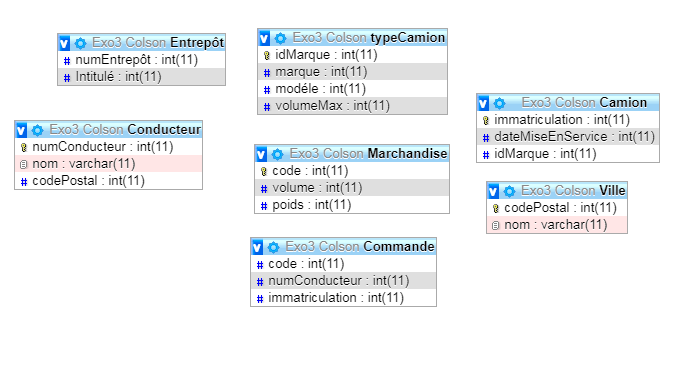 Exo3 Colson Entrepôt
numEntrepôt : int(11)
Intitulé : int(11)
Exo3 Colson typeCamion
idMarque : int(11)
marque : int(11)
modéle : int(11)
volumeMax : int(11)
Exo3 Colson Camion
immatriculation : int(11)
dateMiseEnService : int(11)
idMarque : int(11)
Exo3 Colson Conducteur
numConducteur : int(11)
nom : varchar(11)
codePostal : int(11)
Exo3 Colson Marchandise
code : int(11)
volume : int(11)
poids : int(11)
Exo3 Colson Ville
codePostal : int(11)
nom : varchar(11)
Exo3 Colson Commande
code : int(11)
numConducteur : int(11)
immatriculation : int(11)